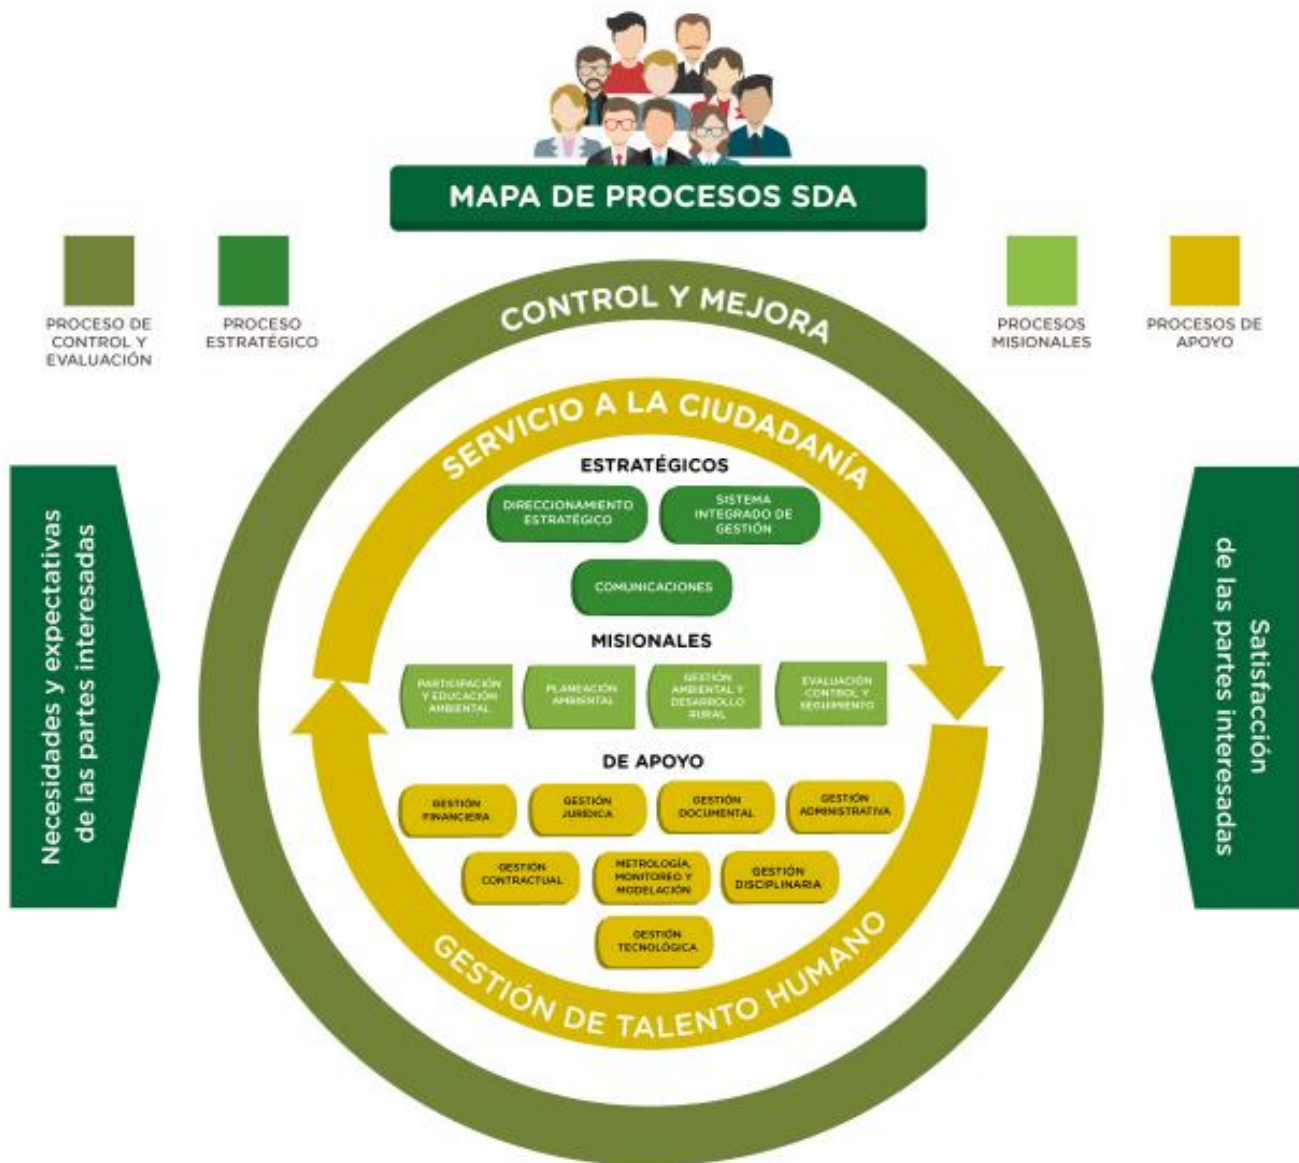 MAPA DE PROCESOS SDA
PROCESO DE
CONTROL Y
EVALUACIÓN
PROCESO
ESTRATÉGICO
PROCESOS
MISIONALES
PROCESOS DE
APOYO
CONTROL Y MEJORA
SERVICIO A LA CIUDADANÍA
ESTRATÉGICOS
DIRECCIONAMIENTO
ESTRATÉGICO
SISTEMA
INTEGRADO DE
GESTIÓN
COMUNICACIONES
Necesidades y expectativas
de las partes interesadas
Satisfacción
de las partes interesadas
MISIONALES
PARTICIPACIÓN
Y EDUCACIÓN
AMBIENTAL
PLANEACIÓN
AMBIENTAL
GESTIÓN
AMBIENTAL Y
DESARROLLO
RURAL
EVALUACIÓN
CONTROL Y
SEGUIMIENTO
DE APOYO
GESTIÓN
FINANCIERA
GESTIÓN
JURÍDICA
GESTIÓN
DOCUMENTAL
GESTIÓN
ADMINISTRATIVA
GESTIÓN
CONTRACTUAL
METROLOGÍA,
MONITOREO Y
MODELACIÓN
GESTIÓN
DISCIPLINARIA
GESTIÓN
TECNOLÓGICA
GESTIÓN DE TALENTO HUMANO